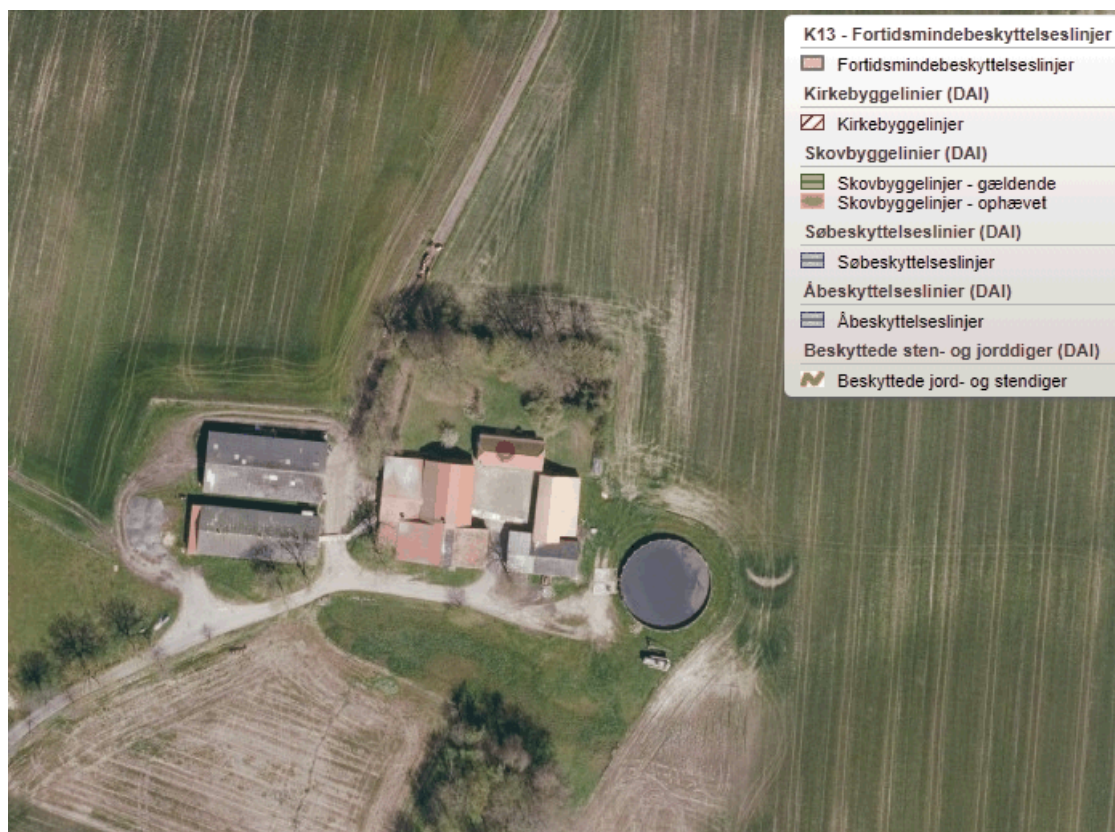 K13 - Fortidsmindebeskyttelseslinjer
Fortidsmindebeskyttelseslinjer
Kirkebyggelinier (DAI)
Kirkebyggelinjer
Skovbyggelinier (DAI)
Skovbyggelinjer - gældende
Skovbyggelinjer - ophævet
Søbeskyttelseslinier (DAI)
Søbeskyttelseslinjer
Åbeskyttelseslinier (DAI)
Åbeskyttelseslinjer
Beskyttede sten- og jorddiger (DAI)
Beskyttede jord- og stendiger